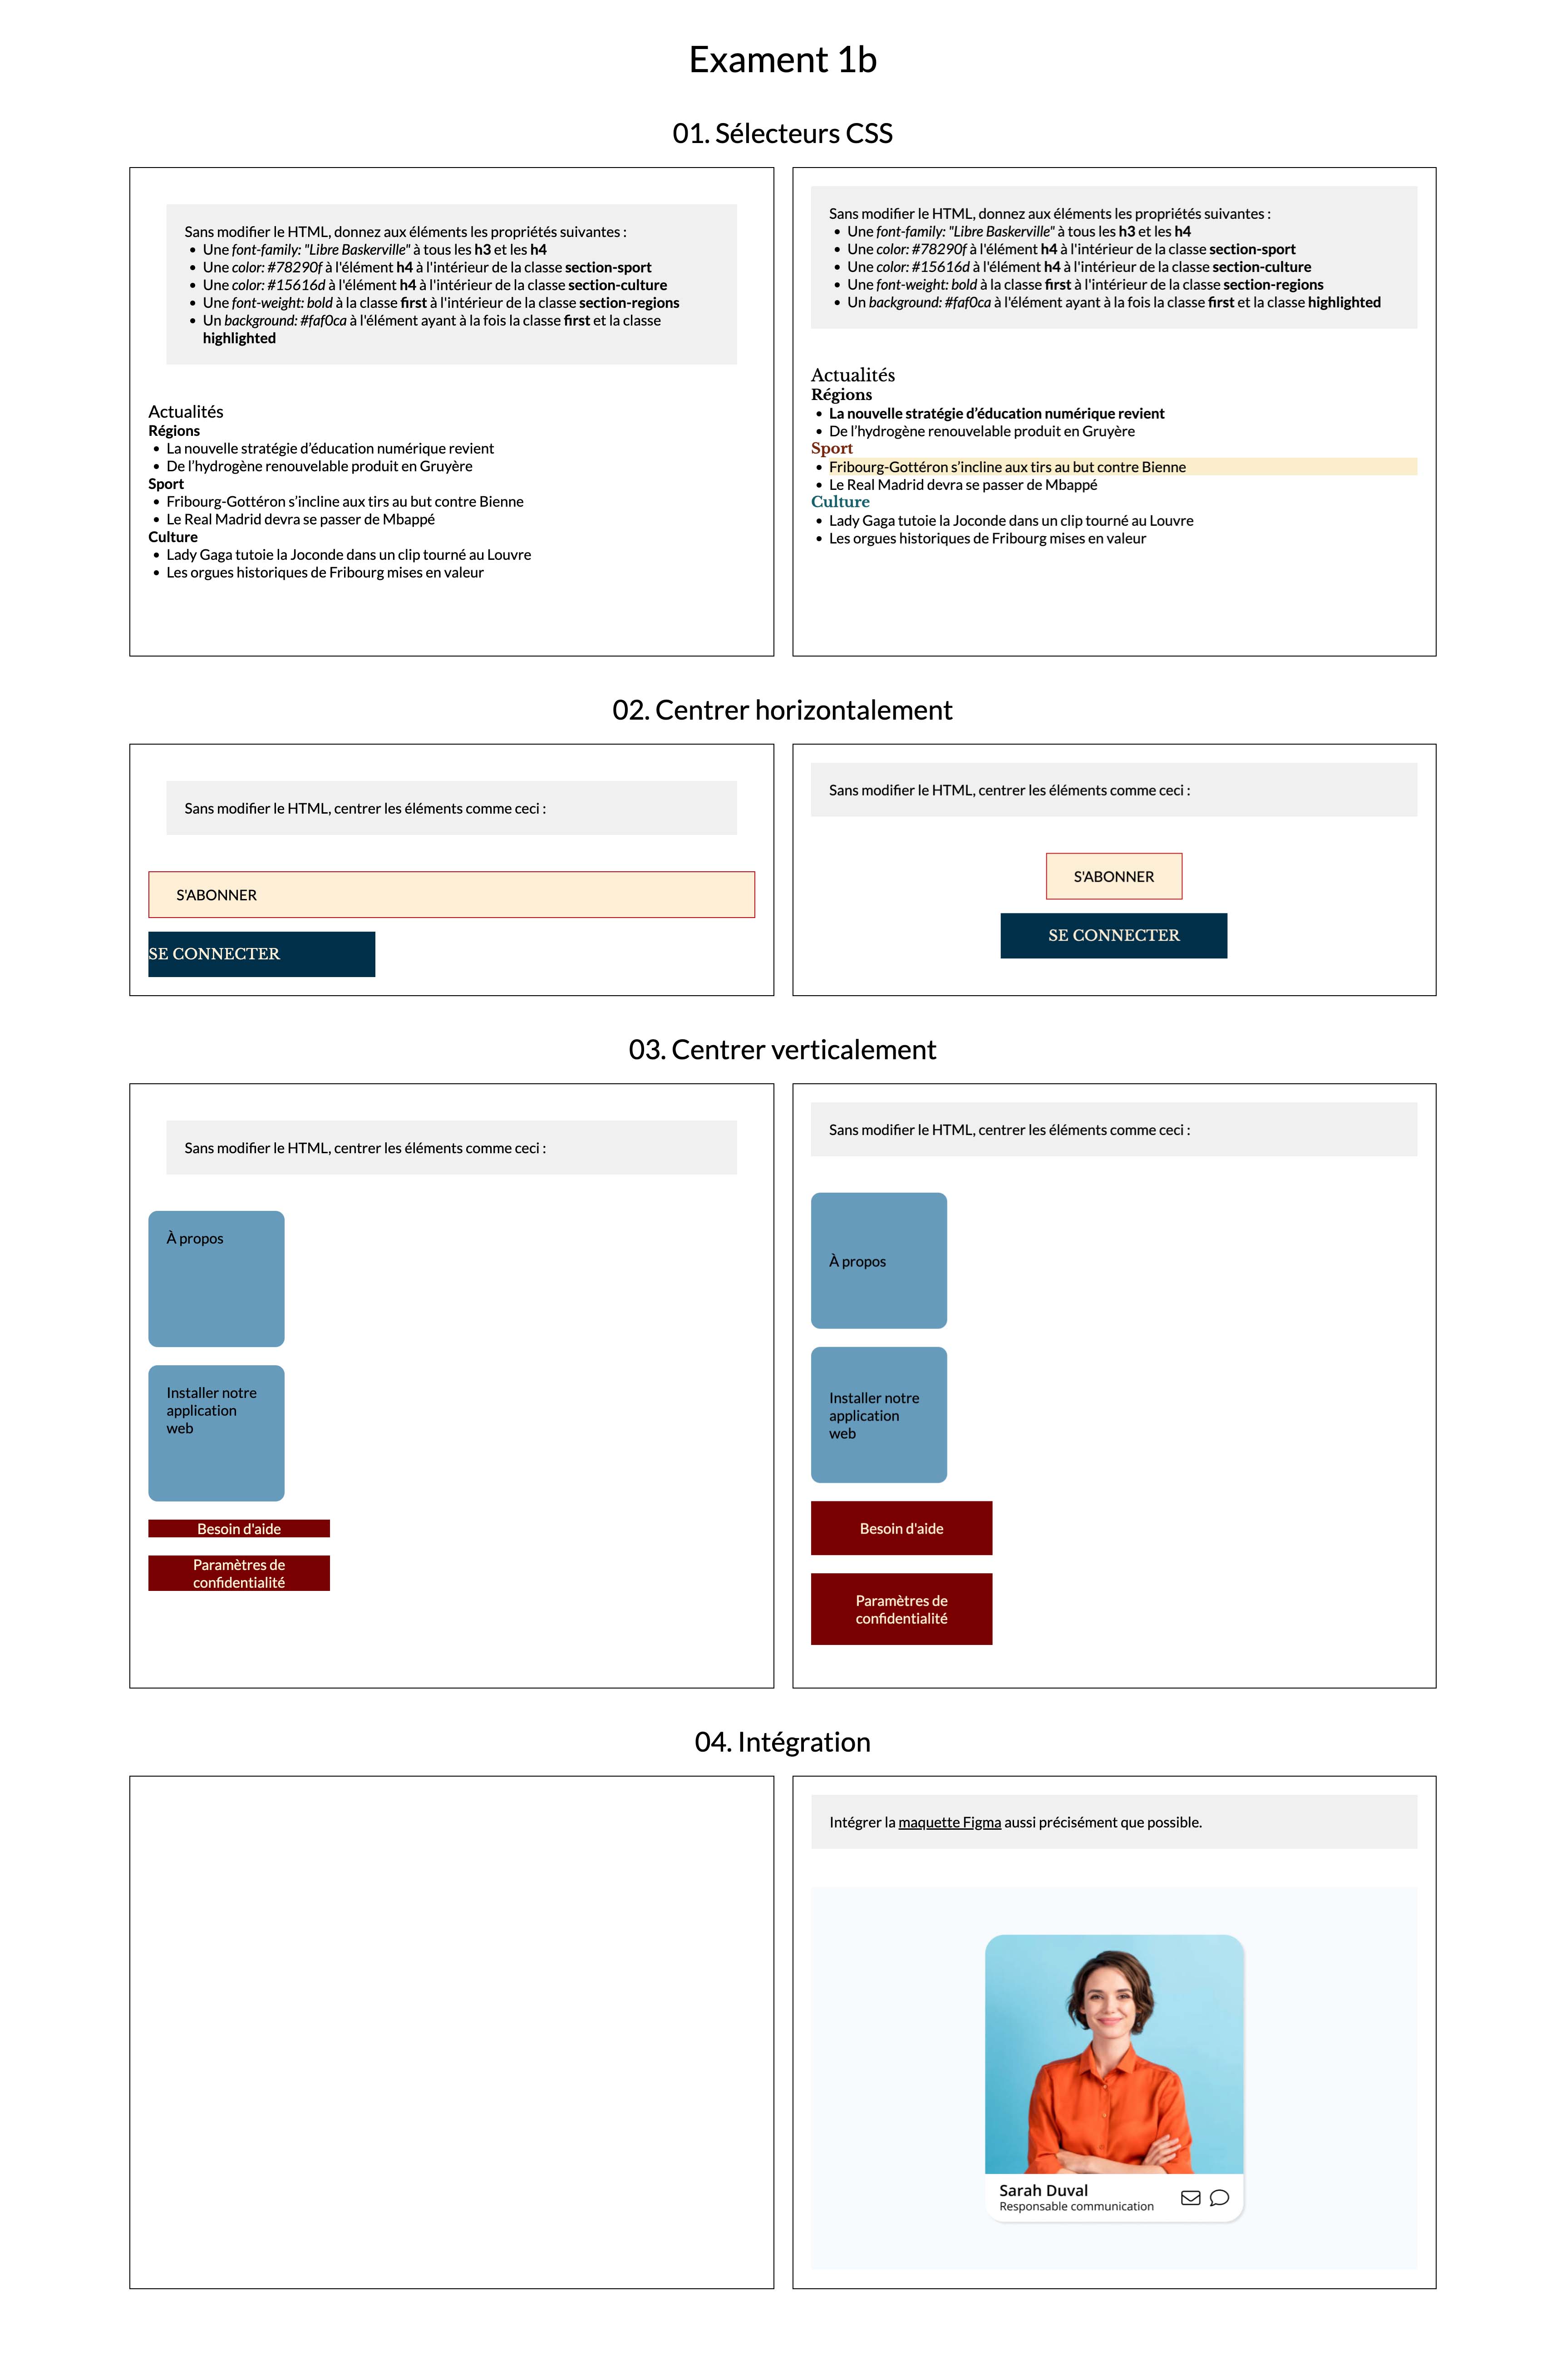 Exament 1b
01. Sélecteurs CSS
Sans modifier le HTML, donnez aux éléments les propriétés suivantes :
Une font-family: "Libre Baskerville" à tous les h3 et les h4
Une color: #78290f à l'élément h4 à l'intérieur de la classe section-sport
Une color: #15616d à l'élément h4 à l'intérieur de la classe section-culture
Une font-weight: bold à la classe first à l'intérieur de la classe section-regions
Un background: #faf0ca à l'élément ayant à la fois la classe first et la classe
highlighted
Actualités
Régions
La nouvelle stratégie d’éducation numérique revient
De l’hydrogène renouvelable produit en Gruyère
Sport
Fribourg-Gottéron s’incline aux tirs au but contre Bienne
Le Real Madrid devra se passer de Mbappé
Culture
Lady Gaga tutoie la Joconde dans un clip tourné au Louvre
Les orgues historiques de Fribourg mises en valeur
Sans modifier le HTML, donnez aux éléments les propriétés suivantes :
Une font-family: "Libre Baskerville" à tous les h3 et les h4
Une color: #78290f à l'élément h4 à l'intérieur de la classe section-sport
Une color: #15616d à l'élément h4 à l'intérieur de la classe section-culture
Une font-weight: bold à la classe first à l'intérieur de la classe section-regions
Un background: #faf0ca à l'élément ayant à la fois la classe first et la classe highlighted
Actualités
Régions
La nouvelle stratégie d’éducation numérique revient
De l’hydrogène renouvelable produit en Gruyère
Sport
Fribourg-Gottéron s’incline aux tirs au but contre Bienne
Le Real Madrid devra se passer de Mbappé
Culture
Lady Gaga tutoie la Joconde dans un clip tourné au Louvre
Les orgues historiques de Fribourg mises en valeur
02. Centrer horizontalement
Sans modifier le HTML, centrer les éléments comme ceci :
S'ABONNER
SE CONNECTER
Sans modifier le HTML, centrer les éléments comme ceci :
S'ABONNER
SE CONNECTER
03. Centrer verticalement
Sans modifier le HTML, centrer les éléments comme ceci :
À propos
Installer notre
application
web
Besoin d'aide
Paramètres de
confidentialité
Sans modifier le HTML, centrer les éléments comme ceci :
À propos
Installer notre
application
web
Besoin d'aide
Paramètres de
confidentialité
04. Intégration
Intégrer la maquette Figma aussi précisément que possible.
Sarah Duval
Responsable communication